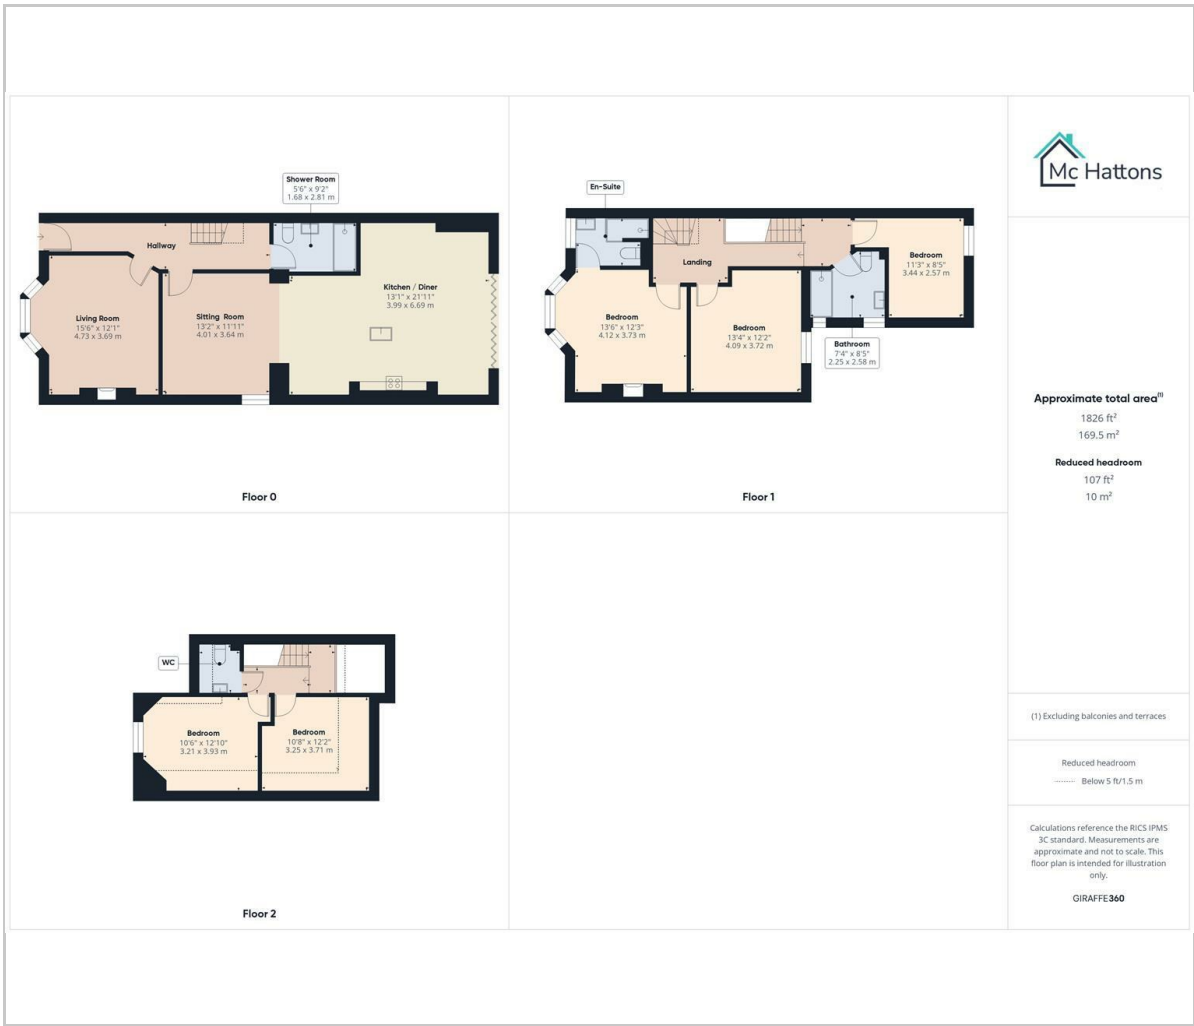 Shower Room
5'6" x 9'2"
1.68 x 2.81 m
Hallway
Living Room
15'6" x 12'1"
4.73 x 3.69 m
Sitting Room
13'2" x 11'11"
4.01 x 3.64 m
Kitchen / Diner
13'1" x 21'11"
3.99 x 6.69 m
Floor 0
En-Suite
Landing
Bedroom
11'3" x 8'5"
3.44 x 2.57 m
Bedroom
13'6" x 12'3"
4.12 x 3.73 m
Bedroom
13'4" x 12'2"
4.09 x 3.72 m
Bathroom
7'4" x 8'5"
2.25 x 2.58 m
Floor 1
WC
Bedroom
10'6" x 12'10"
3.21 x 3.93 m
Bedroom
10'8" x 12'2"
3.25 x 3.71 m
Floor 2
Mc Hattons
Approximate total area(1)
1826 ft²
169.5 m²
Reduced headroom
107 ft²
10 m²
(1) Excluding balconies and terraces
Reduced headroom
Below 5 ft/1.5 m
Calculations reference the RICS IPMS
3C standard. Measurements are
approximate and not to scale. This
floor plan is intended for illustration
only.
GIRAFFE360